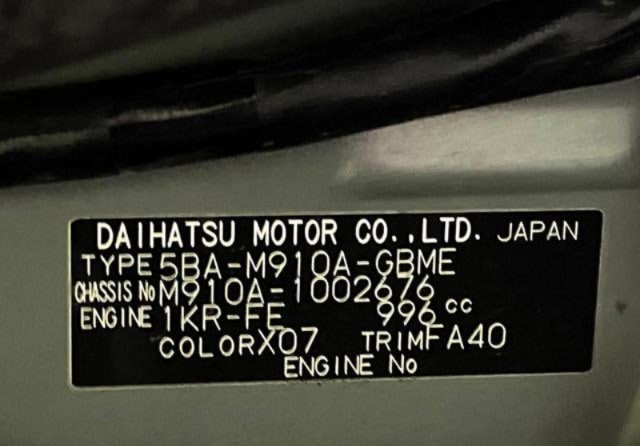 DAIHATSU MOTOR CO.,LTD. JAPAN
TYPE 5BA-M910A-GBME
CHASSIS No M910A-1002676
ENGINE 1KR-FE 996 cc
COLOR X07 TRIM FA40
ENGINE No